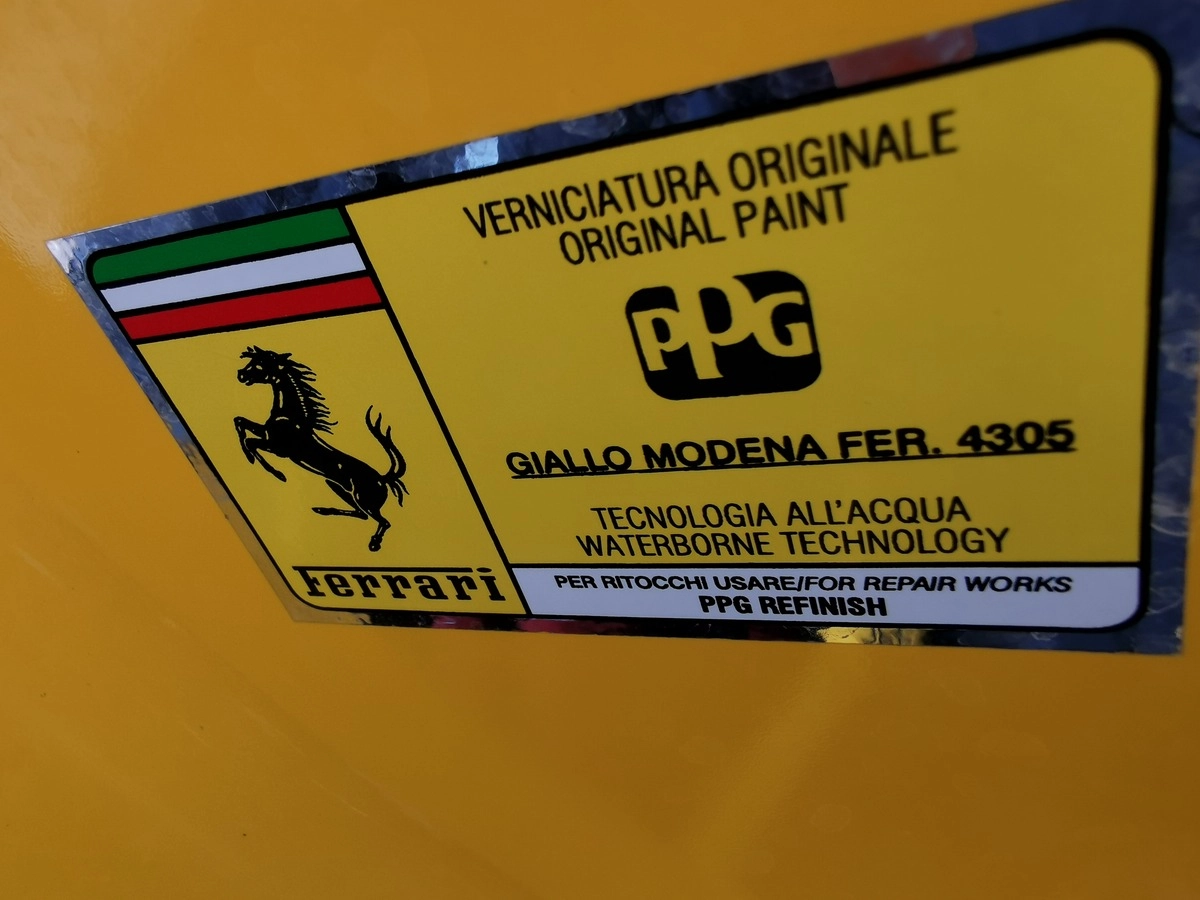 VERNICIATURA ORIGINALE
ORIGINAL PAINT
PPG
GIALLO MODENA FER. 4305
TECNOLOGIA ALL'ACQUA
WATERBORNE TECHNOLOGY
PER RITOCCHI USARE/FOR REPAIR WORKS
PPG REFINISH
Ferrari